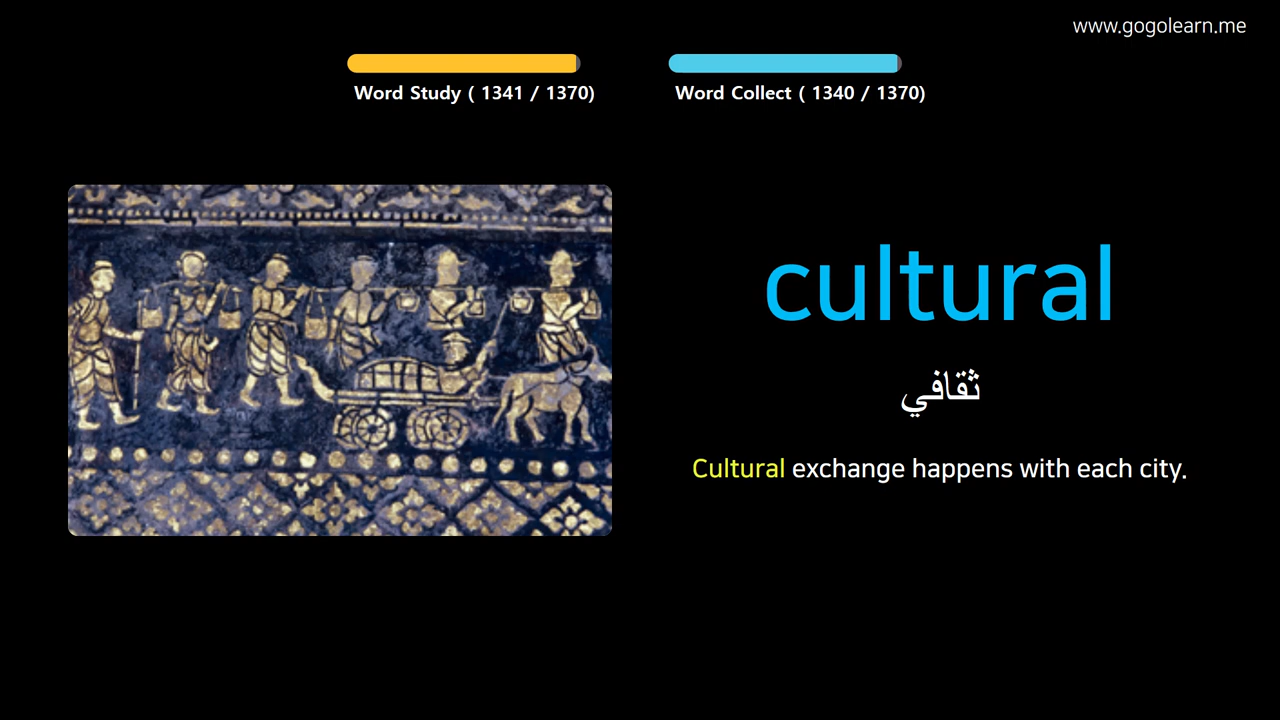 www.gogolearn.me
Word Study ( 1341 / 1370)
Word Collect ( 1340 / 1370)
cultural
ثقافي
Cultural exchange happens with each city.